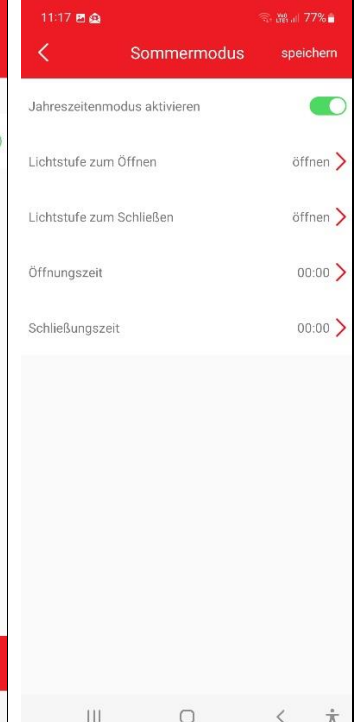 11:17 77%
Sommermodus speichern
Jahreszeitenmodus aktivieren
Lichtstufe zum Öffnen öffnen
Lichtstufe zum Schließen öffnen
Öffnungszeit 00:00
Schließungszeit 00:00